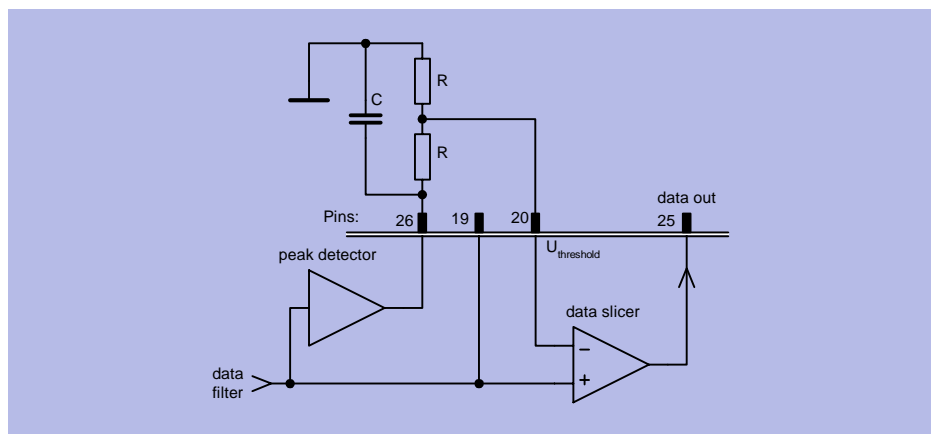 R
C
R
Pins:
26
19
20
data out
25
U threshold
peak detector
data slicer
−
+
data
filter